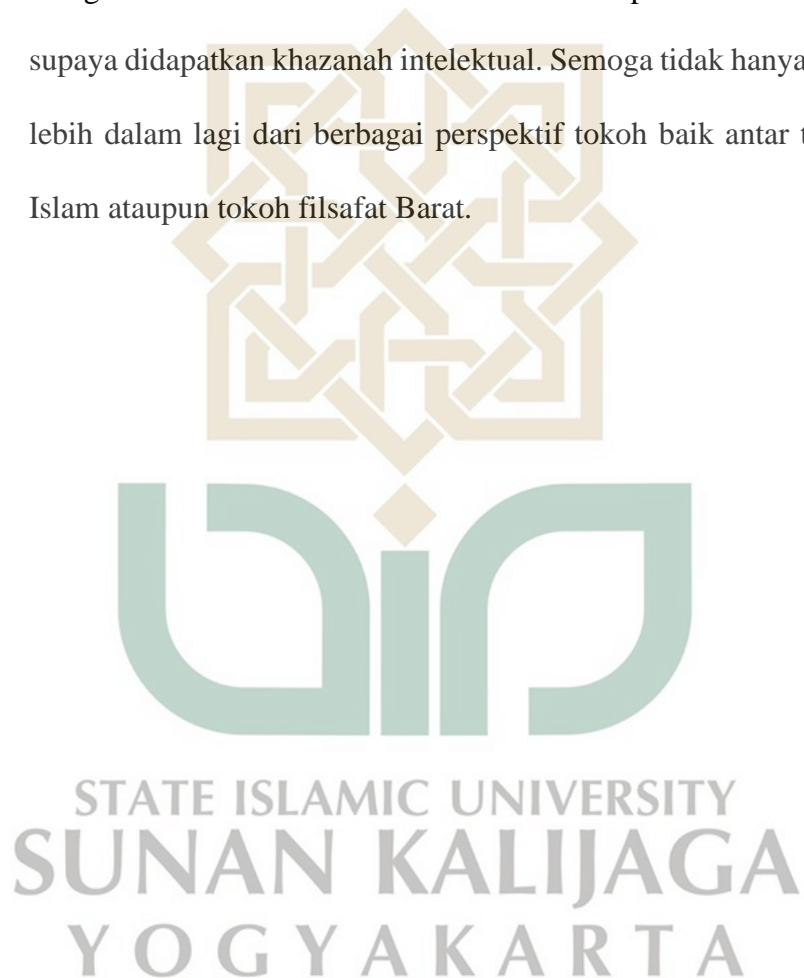 supaya didapatkan khazanah intelektual. Semoga tidak hanya
lebih dalam lagi dari berbagai perspektif tokoh baik antar
Islam ataupun tokoh filsafat Barat.
STATE ISLAMIC UNIVERSITY
SUNAN KALIJAGA
YOGYAKARTA